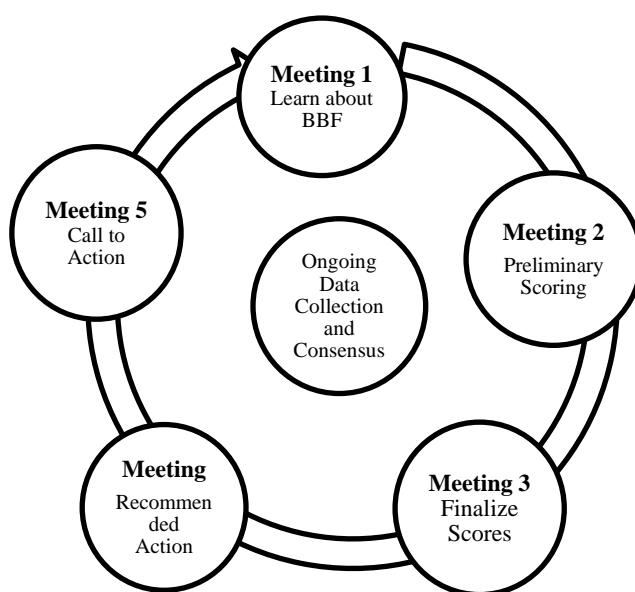 Meeting 1
Learn about
BBF
Meeting 2
Preliminary
Scoring
Meeting 3
Finalize
Scores
Meeting
Recommen
ded
Action
Meeting 5
Call to
Action
Ongoing
Data
Collection
and
Consensus